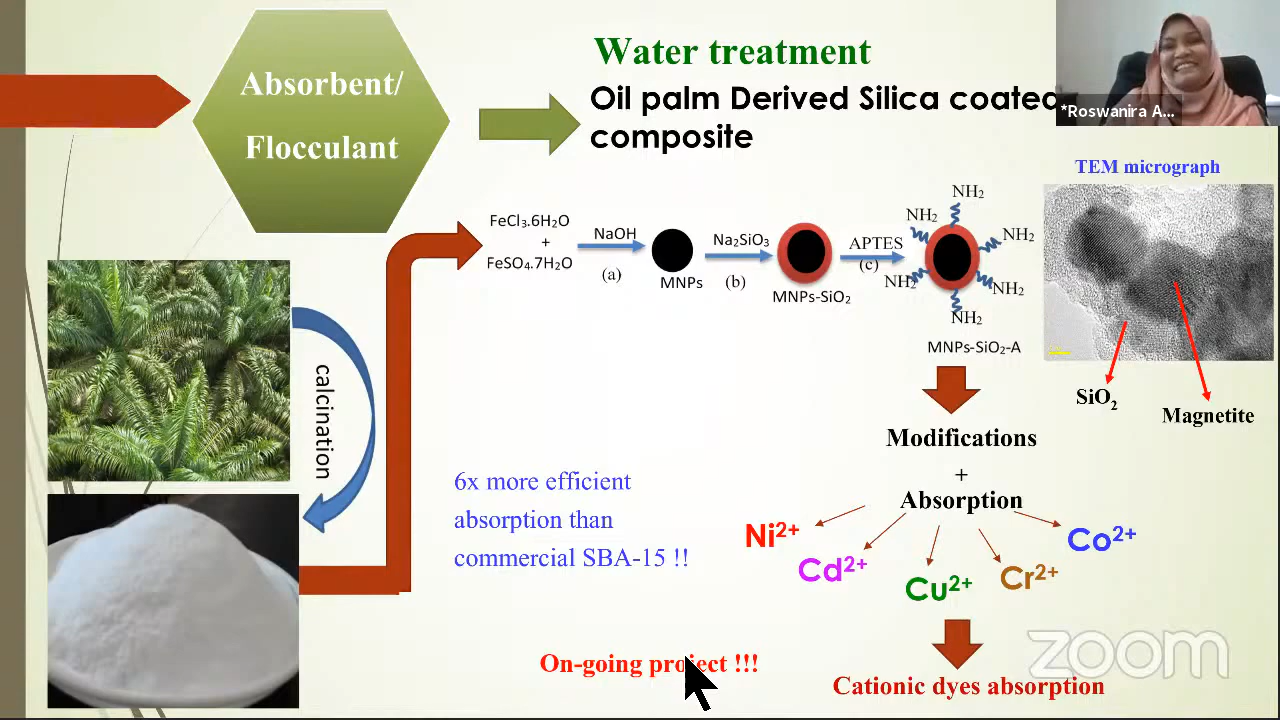 Absorbent/
Flocculant
Water treatment
Oil palm Derived Silica coated
composite
*Roswanira A...
TEM micrograph
FeCl3.6H2O
+
FeSO4.7H2O
NaOH
(a)
MNPs
Na2SiO3
(b)
MNPs-SiO2
APTES
(c)
NH2
NH2
NH2
NH2
NH2
NH2
MNPs-SiO2-A
SiO2
Magnetite
calcination
Modifications
+
Absorption
6x more efficient
absorption than
commercial SBA-15 !!
Ni2+
Cd2+
Cu2+
Cr2+
Co2+
On-going project !!!
Cationic dyes absorption
zoom